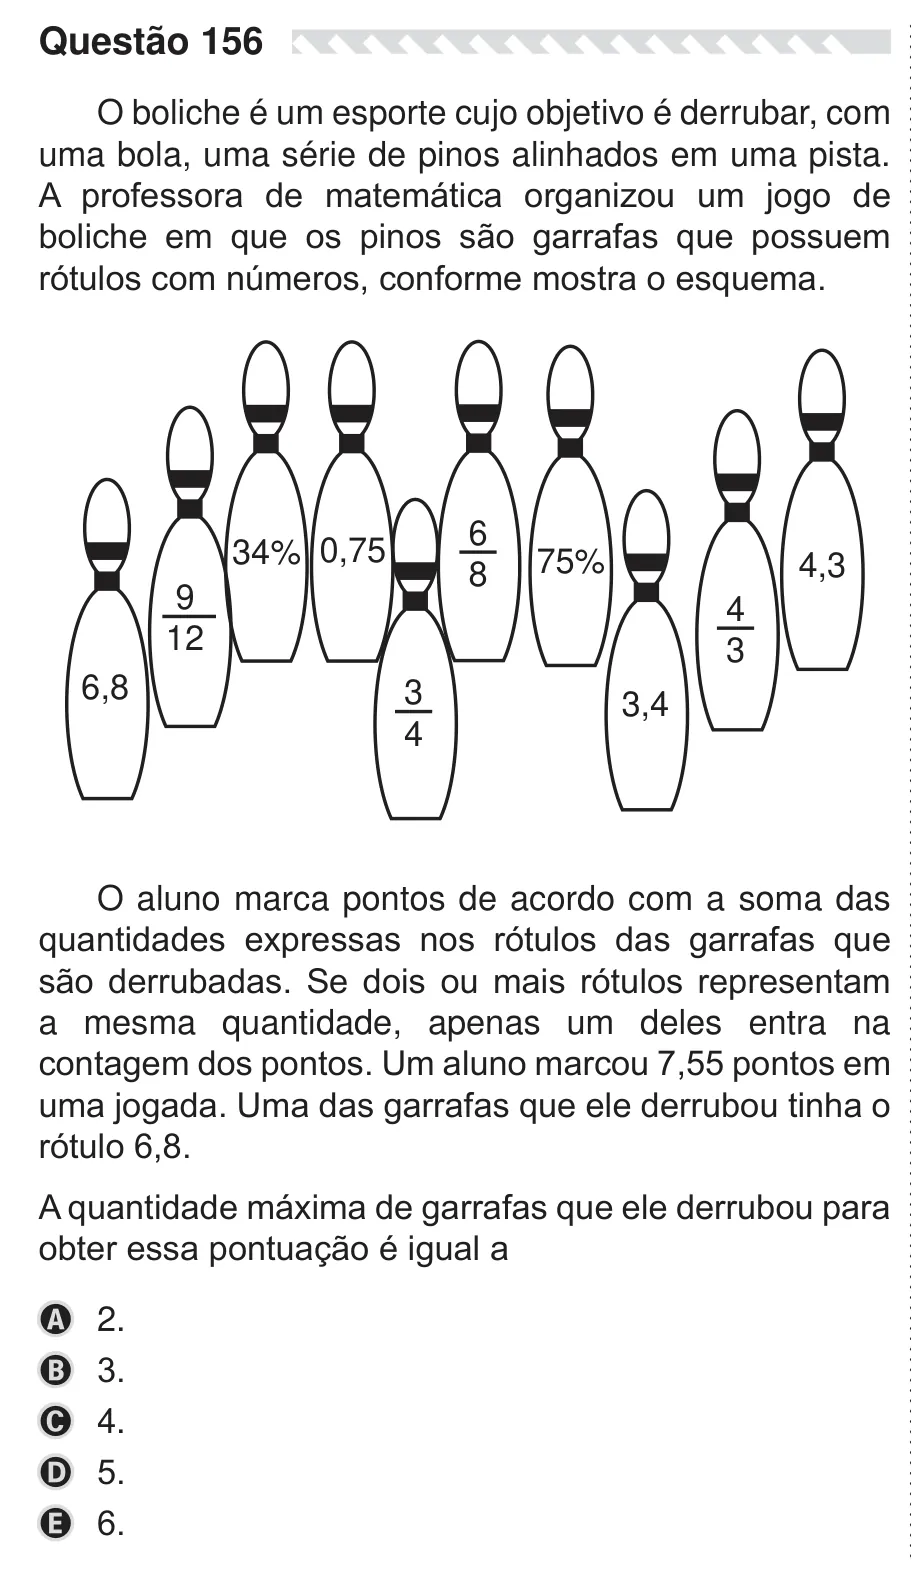 Questão 156
O boliche é um esporte cujo objetivo é derrubar, com
uma bola, uma série de pinos alinhados em uma pista.
A professora de matemática organizou um jogo de
boliche em que os pinos são garrafas que possuem
rótulos com números, conforme mostra o esquema.
6,8
9
12
34%
0,75
3
4
6
8
75%
3,4
4
3
4,3
O aluno marca pontos de acordo com a soma das
quantidades expressas nos rótulos das garrafas que
são derrubadas. Se dois ou mais rótulos representam
a mesma quantidade, apenas um deles entra na
contagem dos pontos. Um aluno marcou 7,55 pontos em
uma jogada. Uma das garrafas que ele derrubou tinha o
rótulo 6,8.
A quantidade máxima de garrafas que ele derrubou para
obter essa pontuação é igual a
A 2.
B 3.
C 4.
D 5.
E 6.